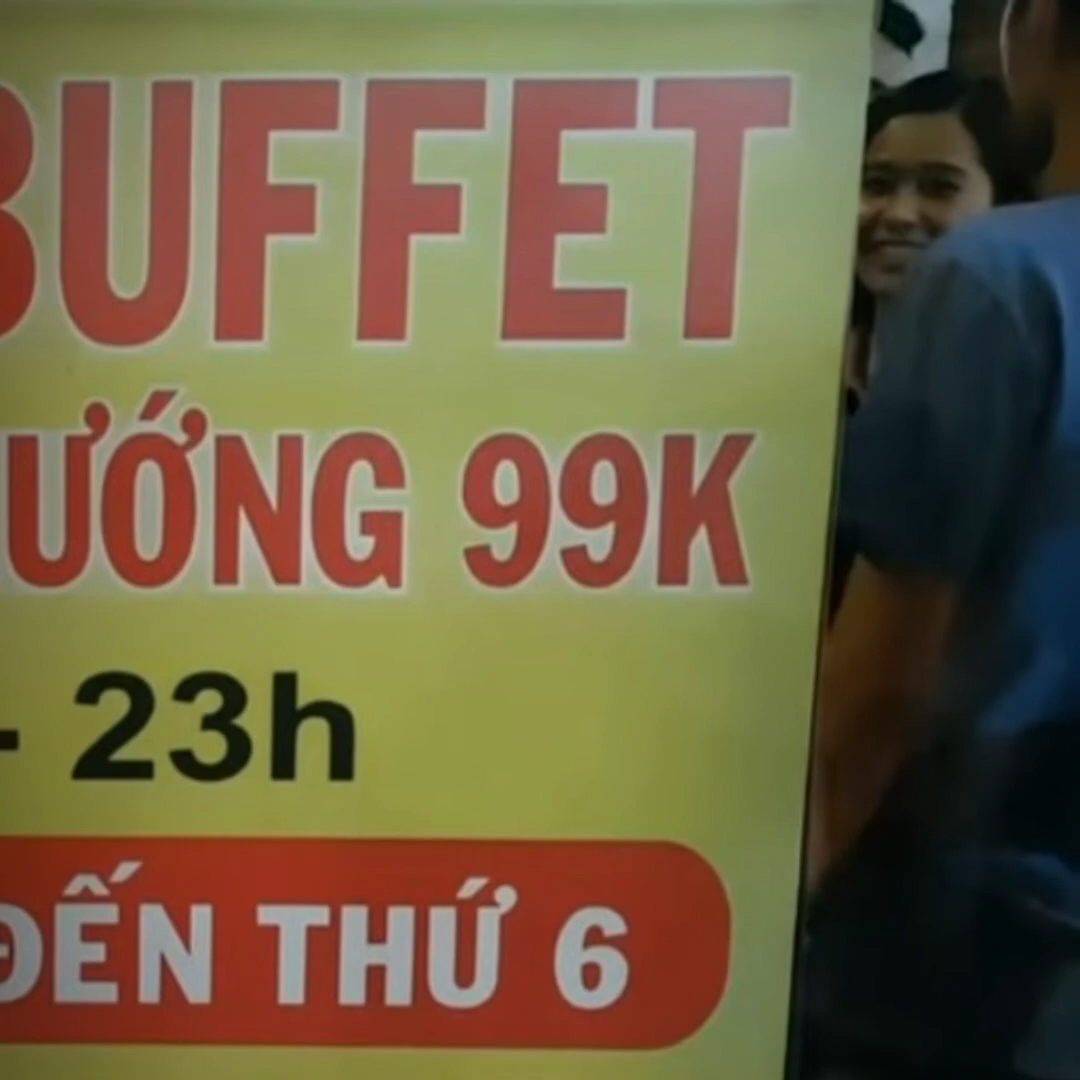 BUFFET
ƯỚNG 99K
- 23h
ĐẾN THỨ 6